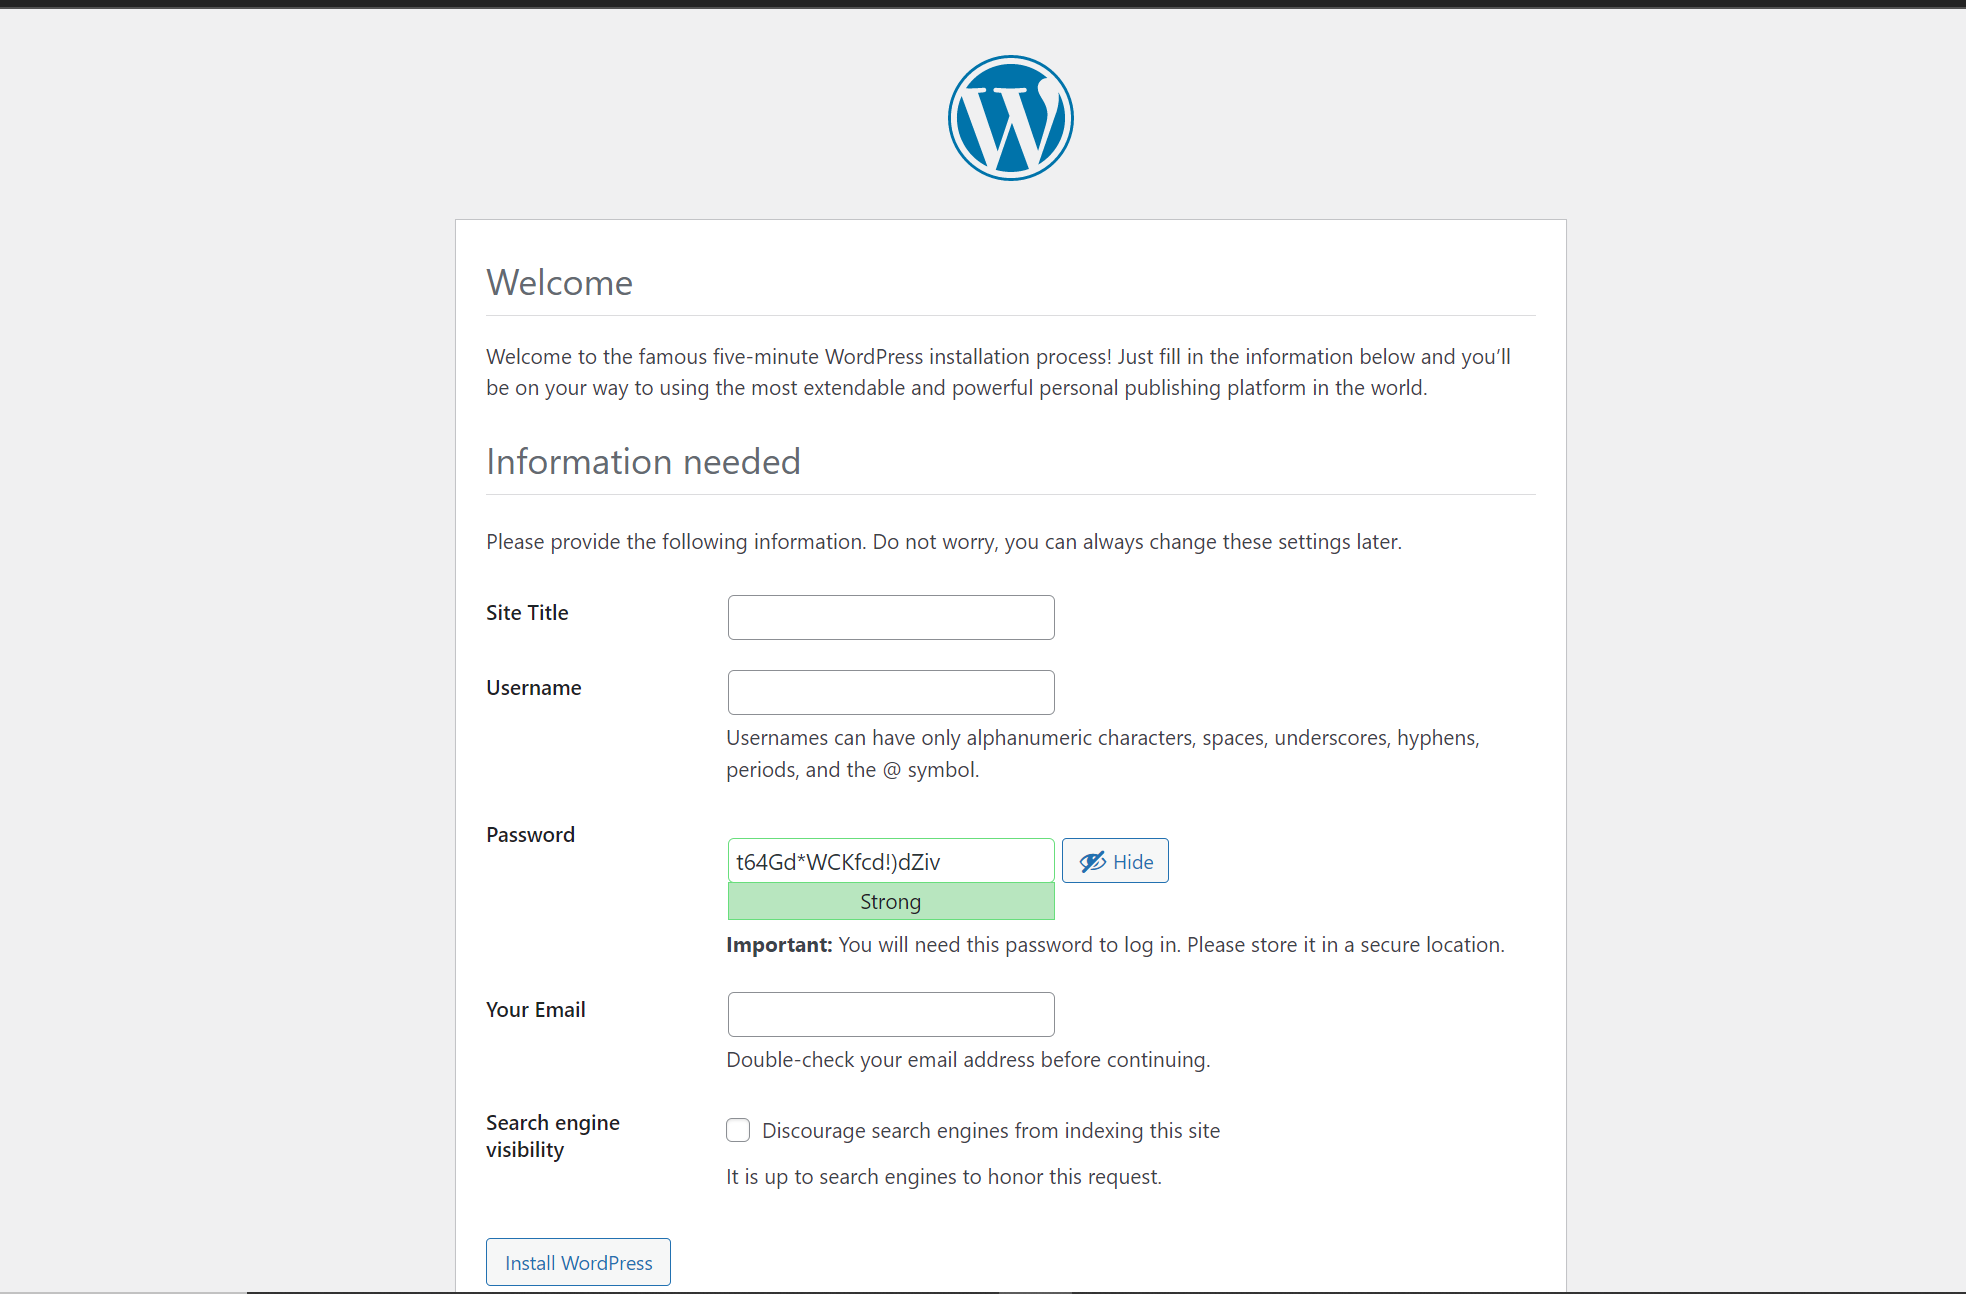 Welcome
Welcome to the famous five-minute WordPress installation process! Just fill in the information below and you’ll
be on your way to using the most extendable and powerful personal publishing platform in the world.
Information needed
Please provide the following information. Do not worry, you can always change these settings later.
Site Title
Username
Usernames can have only alphanumeric characters, spaces, underscores, hyphens,
periods, and the @ symbol.
Password
t64Gd*WCKfcd!)dZiv
Hide
Strong
Important: You will need this password to log in. Please store it in a secure location.
Your Email
Double-check your email address before continuing.
Search engine
visibility
Discourage search engines from indexing this site
It is up to search engines to honor this request.
Install WordPress